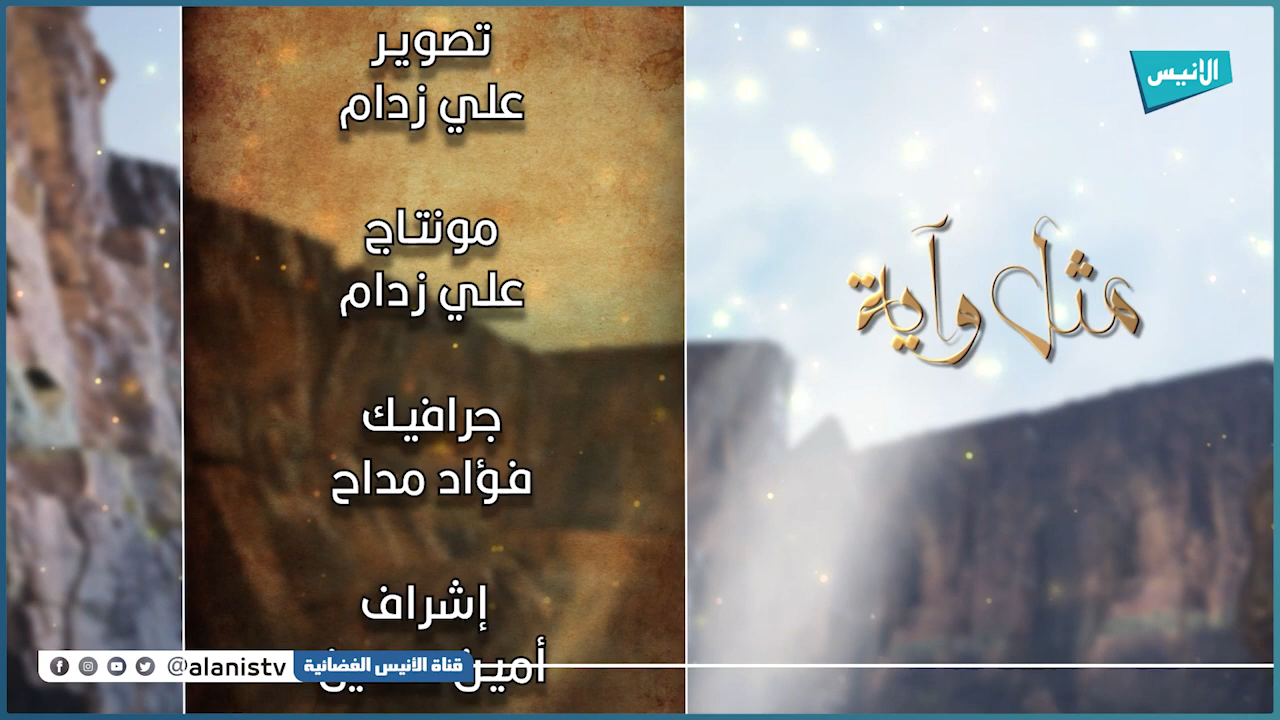 الأنيس
مثل وآية
تصوير
علي زدام
مونتاج
علي زدام
جرافيك
فؤاد مداح
إشراف
@alanistv
قناة الأنيس الفضائية